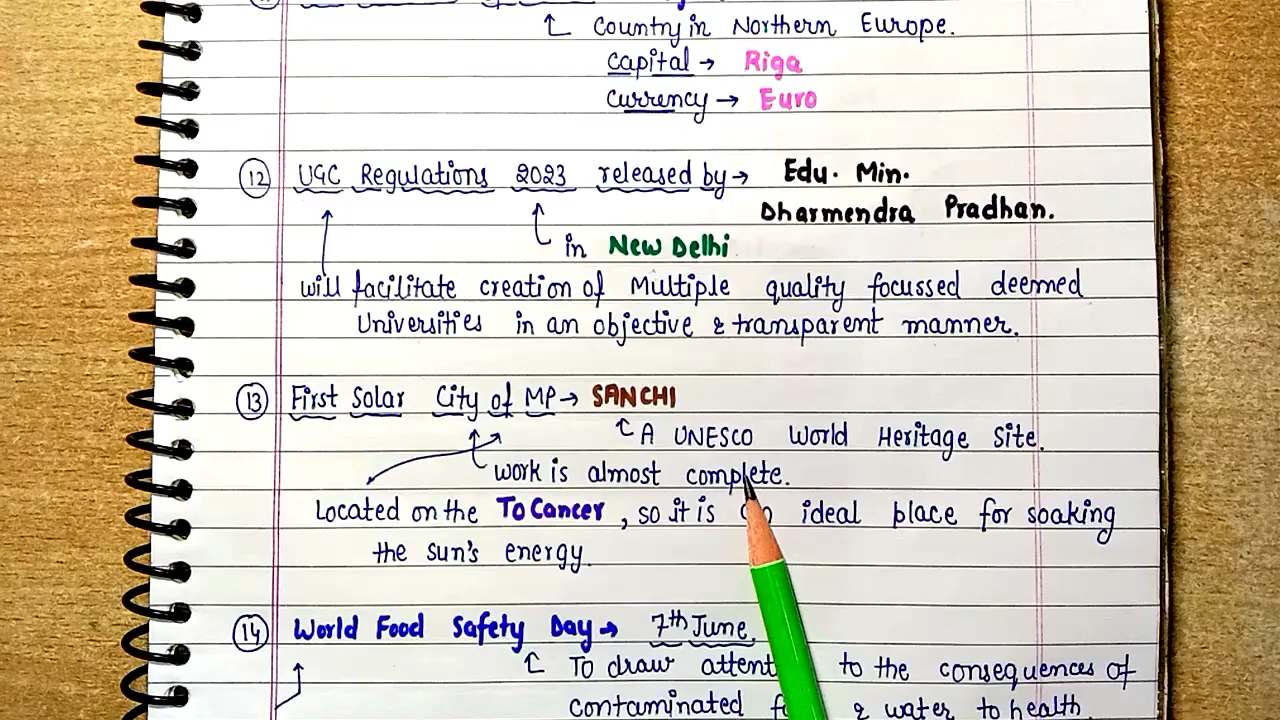 Country in Northern Europe.
Capital → Riga
Currency → Euro
12 UGC Regulations 2023 released by → Edu. Min.
Dharmendra Pradhan.
in New Delhi
will facilitate creation of Multiple quality focussed deemed
Universities in an objective & transparent manner.
13 First Solar City of MP → SANCHI
A UNESCO World Heritage Site.
work is almost complete.
Located on the To Cancer, so it is ideal place for soaking
the sun's energy.
14 World Food Safety Day → 7th June.
To draw to the consequences of
contaminated & water to health